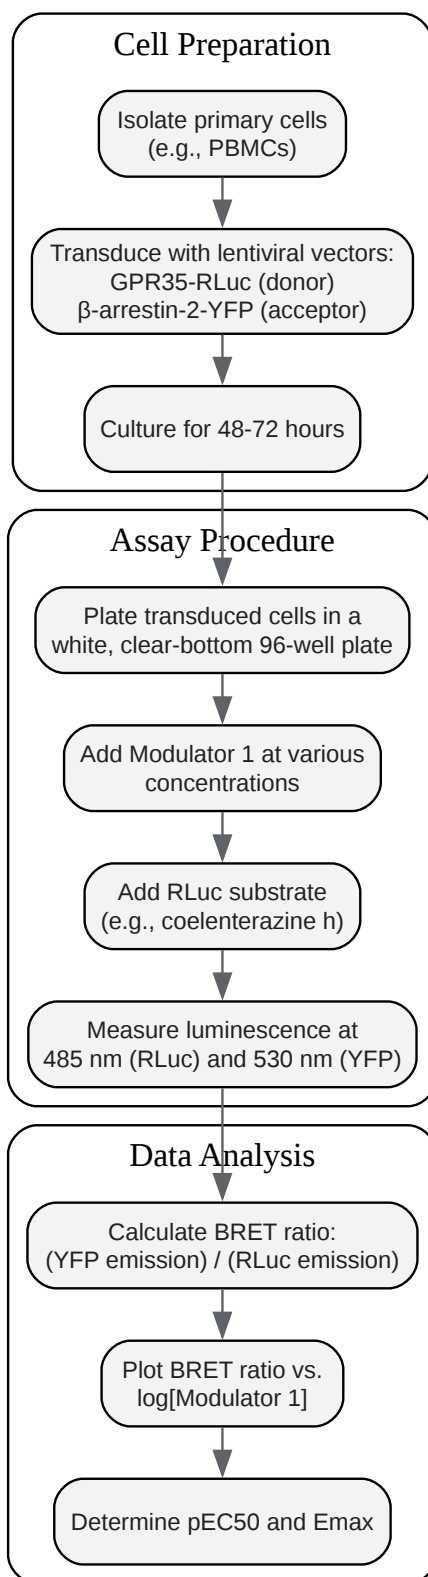 Cell Preparation
Isolate primary cells
(e.g., PBMCs)
Transduce with lentiviral vectors:
GPR35-RLuc (donor)
β-arrestin-2-YFP (acceptor)
Culture for 48-72 hours
Assay Procedure
Plate transduced cells in a
white, clear-bottom 96-well plate
Add Modulator 1 at various
concentrations
Add RLuc substrate
(e.g., coelenterazine h)
Measure luminescence at
485 nm (RLuc) and 530 nm (YFP)
Data Analysis
Calculate BRET ratio:
(YFP emission) / (RLuc emission)
Plot BRET ratio vs.
log[Modulator 1]
Determine pEC50 and Emax